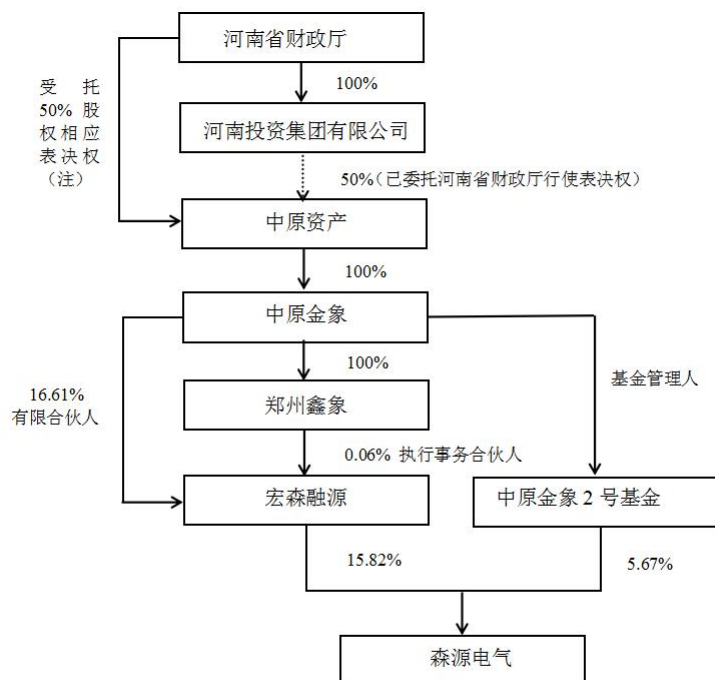 河南省财政厅
受 托
50% 股
权相应
表决权
（注）
100%
河南投资集团有限公司
50%（已委托河南省财政厅行使表决权）
中原资产
100%
中原金象
100%
16.61%
有限合伙人
基金管理人
郑州鑫象
0.06% 执行事务合伙人
宏森融源
中原金象 2 号基金
15.82%
5.67%
森源电气